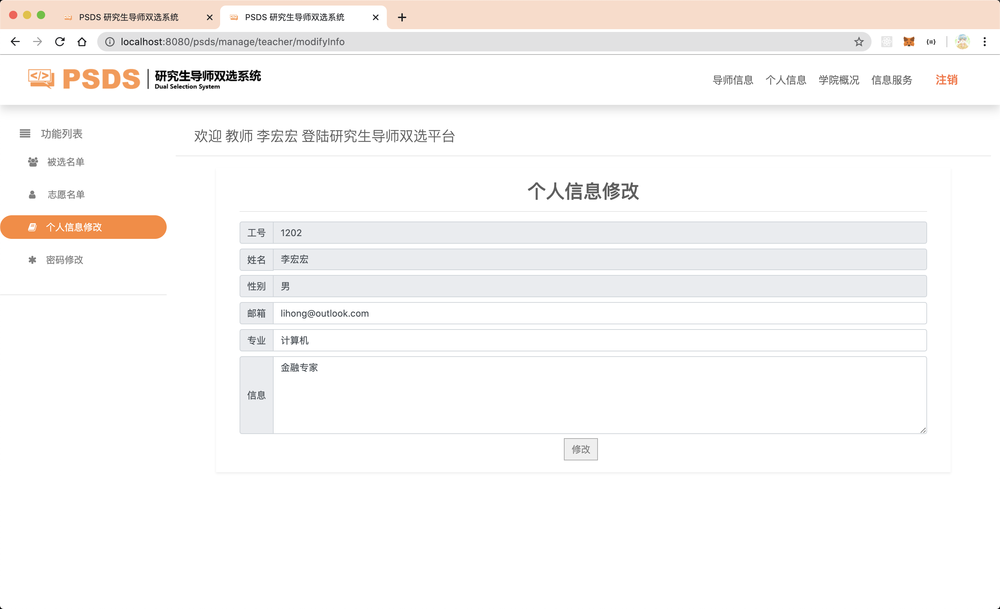 PSDS 研究生导师双选系统
PSDS 研究生导师双选系统
localhost:8080/psds/manage/teacher/modifyInfo
</> PSDS 研究生导师双选系统
Dual Selection System
导师信息 个人信息 学院概况 信息服务 注销
功能列表
被选名单
志愿名单
个人信息修改
密码修改
欢迎 教师 李宏宏 登陆研究生导师双选平台
个人信息修改
工号 1202
姓名 李宏宏
性别 男
邮箱 lihong@outlook.com
专业 计算机
信息 金融专家
修改